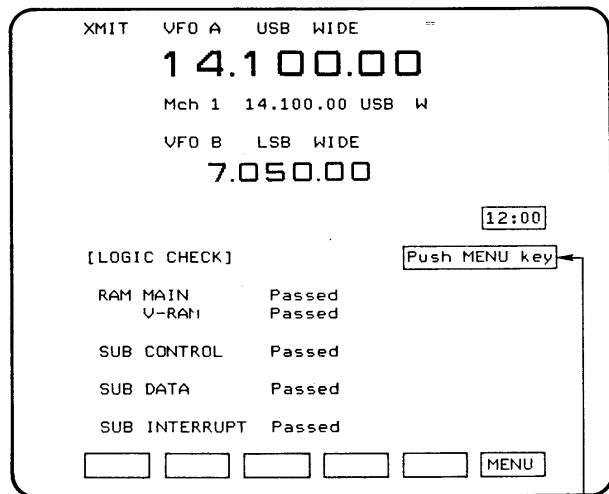 XMIT VFO A USB WIDE =
14.100.00
Mch 1 14.100.00 USB W
VFO B LSB WIDE
7.050.00
12:00
[LOGIC CHECK] Push MENU key
RAM MAIN Passed
V-RAM Passed
SUB CONTROL Passed
SUB DATA Passed
SUB INTERRUPT Passed
MENU